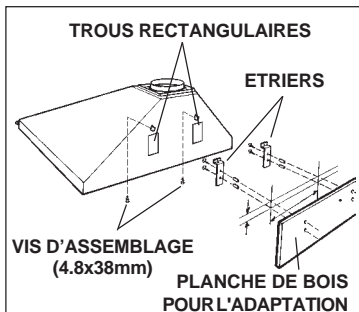 TROUS RECTANGULAIRES
ETRIERS
VIS D'ASSEMBLAGE
(4.8x38mm)
PLANCHE DE BOIS
POUR L'ADAPTATION